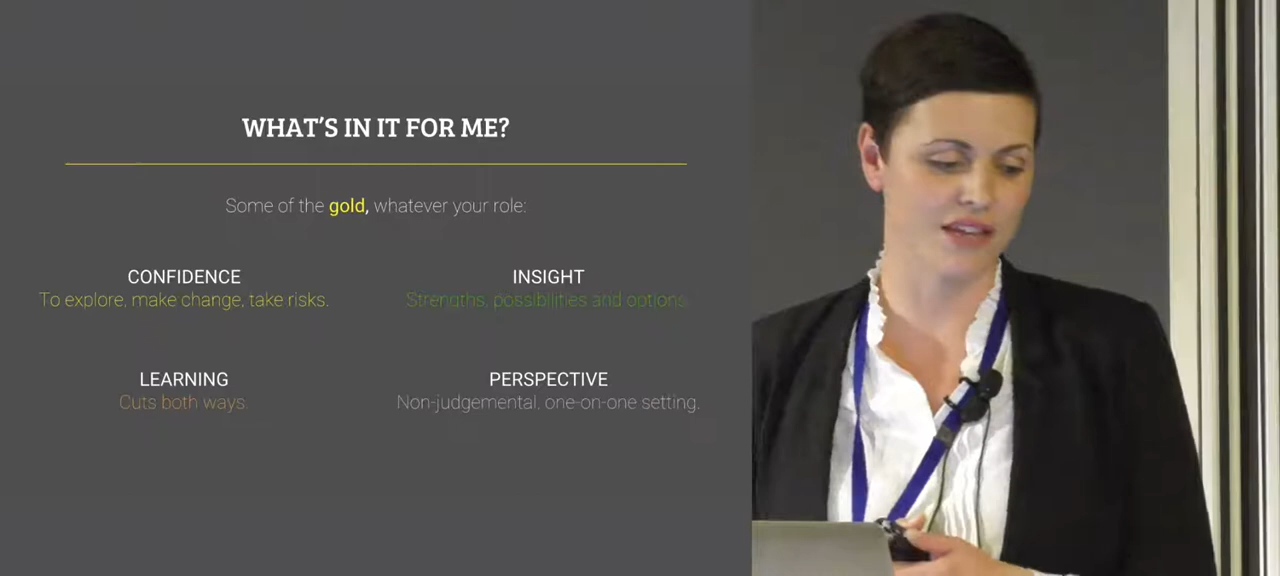 WHAT'S IN IT FOR ME?
Some of the gold, whatever your role:
CONFIDENCE
To explore, make change, take risks.
INSIGHT
Strengths, possibilities and options.
LEARNING
Cuts both ways.
PERSPECTIVE
Non-judgemental, one-on-one setting.